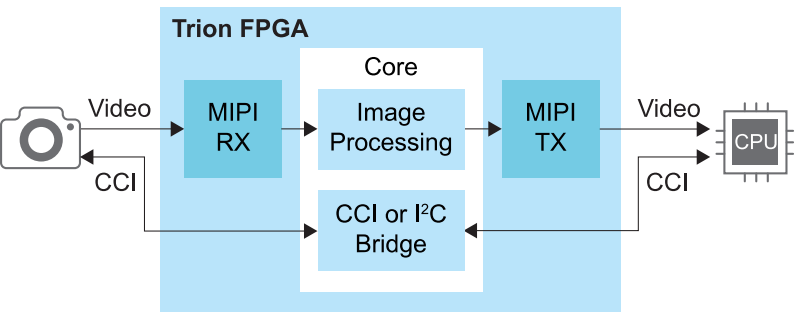 Trion FPGA
Core
Video
MIPI
RX
Image
Processing
MIPI
TX
Video
CPU
CCI
CCI or I²C
Bridge
CCI